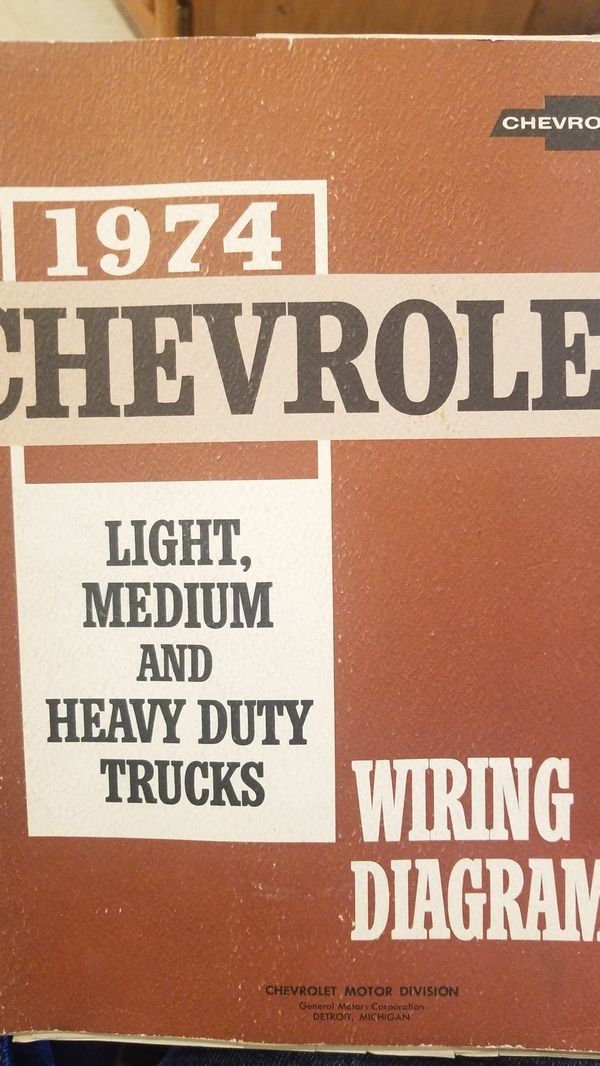 CHEVRO
1974
CHEVROLE
LIGHT,
MEDIUM
AND
HEAVY DUTY
TRUCKS
WIRING
DIAGRAM
CHEVROLET MOTOR DIVISION
General Motors Corporation
DETROIT, MICHIGAN